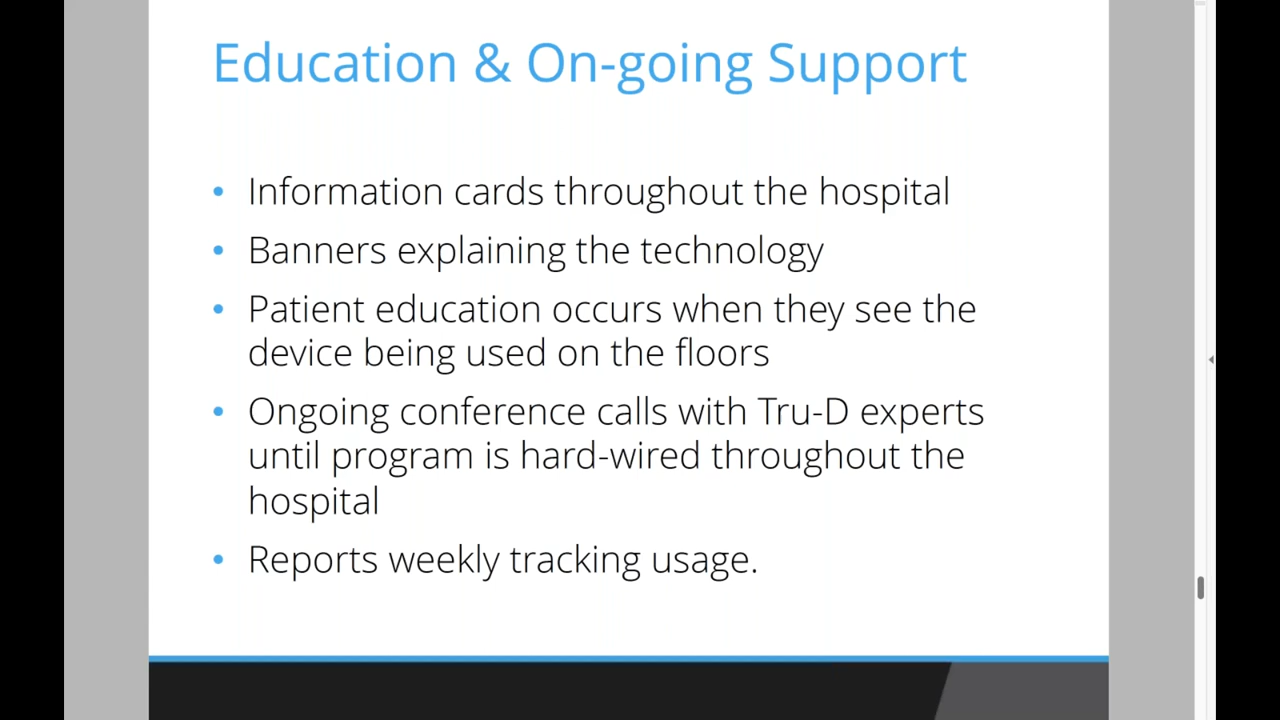 Education & On-going Support
• Information cards throughout the hospital
• Banners explaining the technology
• Patient education occurs when they see the
device being used on the floors
• Ongoing conference calls with Tru-D experts
until program is hard-wired throughout the
hospital
• Reports weekly tracking usage.